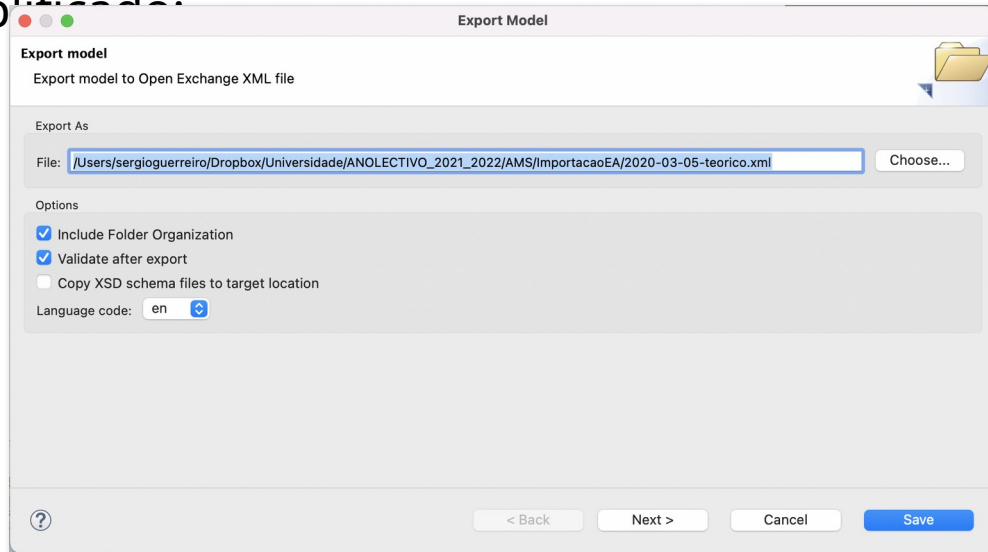 Export Model
Export model
Export model to Open Exchange XML file
Export As
File: /Users/sergioguerreiro/Dropbox/Universidade/ANOLECTIVO_2021_2022/AMS/ImportacaoEA/2020-03-05-teorico.xml Choose...
Options
Include Folder Organization
Validate after export
Copy XSD schema files to target location
Language code: en
? < Back Next > Cancel Save